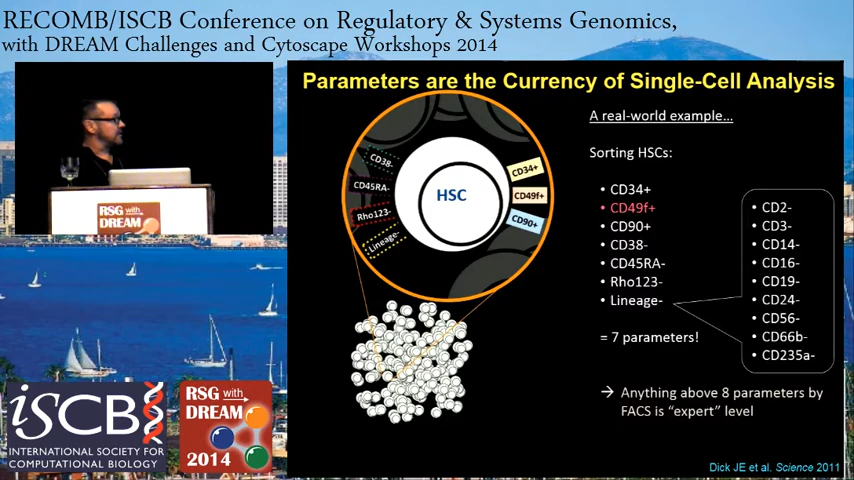 RECOMB/ISCB Conference on Regulatory & Systems Genomics,
with DREAM Challenges and Cytoscape Workshops 2014
Parameters are the Currency of Single-Cell Analysis
A real-world example...
Sorting HSCs:
• CD34+
• CD49f+
• CD90+
• CD38-
• CD45RA-
• Rho123-
• Lineage-
= 7 parameters!
• CD2-
• CD3-
• CD14-
• CD16-
• CD19-
• CD24-
• CD56-
• CD66b-
• CD235a-
→ Anything above 8 parameters by
FACS is "expert" level
Dick JE et al. Science 2011
CD38-
CD45RA-
Rho123-
Lineage-
HSC
CD34+
CD49f+
CD90+
RSG with
DREAM
iSCB
INTERNATIONAL SOCIETY FOR
COMPUTATIONAL BIOLOGY
RSG with
DREAM
2014